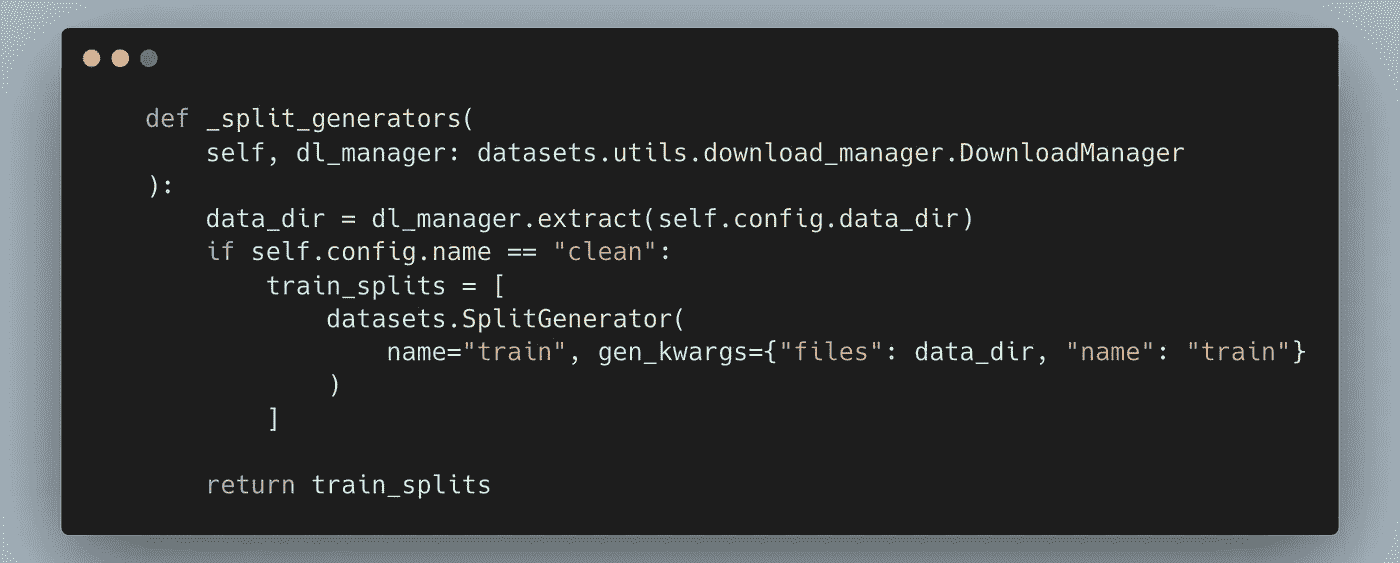 def _split_generators(
    self, dl_manager: datasets.utils.download_manager.DownloadManager
):
    data_dir = dl_manager.extract(self.config.data_dir)
    if self.config.name == "clean":
        train_splits = [
            datasets.SplitGenerator(
                name="train", gen_kwargs={"files": data_dir, "name": "train"}
            )
        ]

    return train_splits